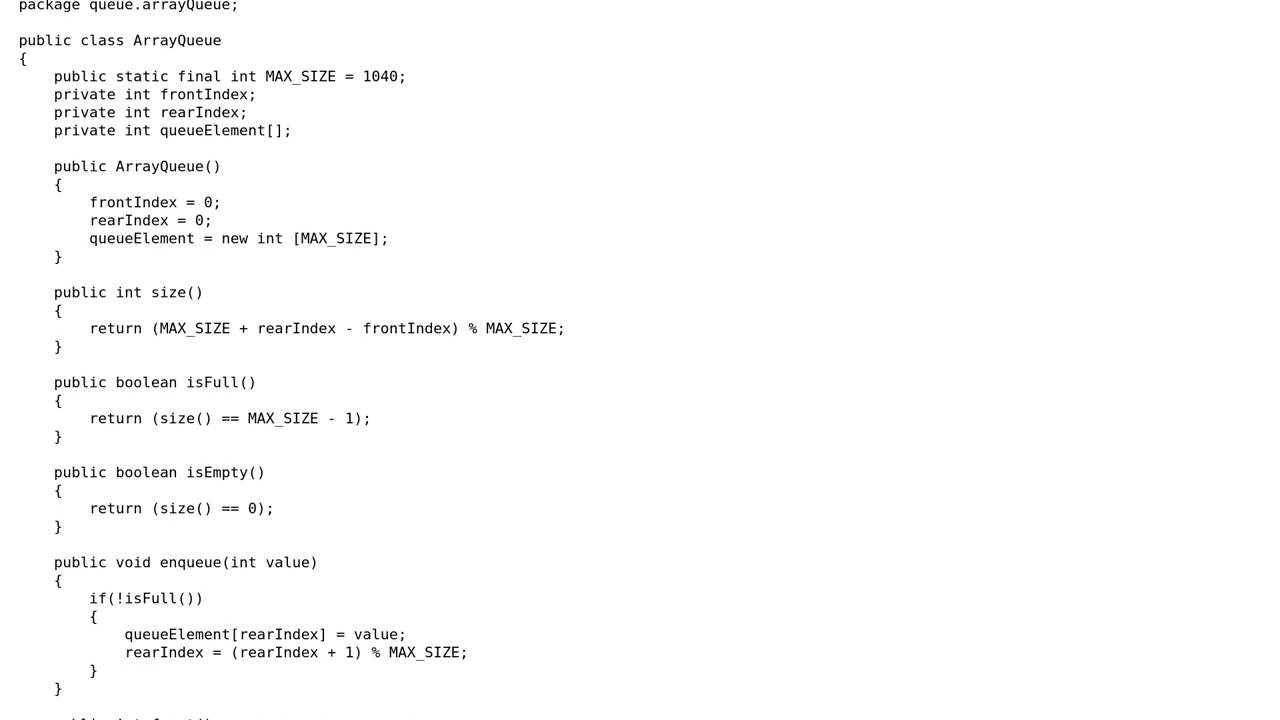 package queue.arrayQueue;
public class ArrayQueue
{
    public static final int MAX_SIZE = 1040;
    private int frontIndex;
    private int rearIndex;
    private int queueElement[];
    public ArrayQueue()
    {
        frontIndex = 0;
        rearIndex = 0;
        queueElement = new int [MAX_SIZE];
    }
    public int size()
    {
        return (MAX_SIZE + rearIndex - frontIndex) % MAX_SIZE;
    }
    public boolean isFull()
    {
        return (size() == MAX_SIZE - 1);
    }
    public boolean isEmpty()
    {
        return (size() == 0);
    }
    public void enqueue(int value)
    {
        if(!isFull())
        {
            queueElement[rearIndex] = value;
            rearIndex = (rearIndex + 1) % MAX_SIZE;
        }
    }